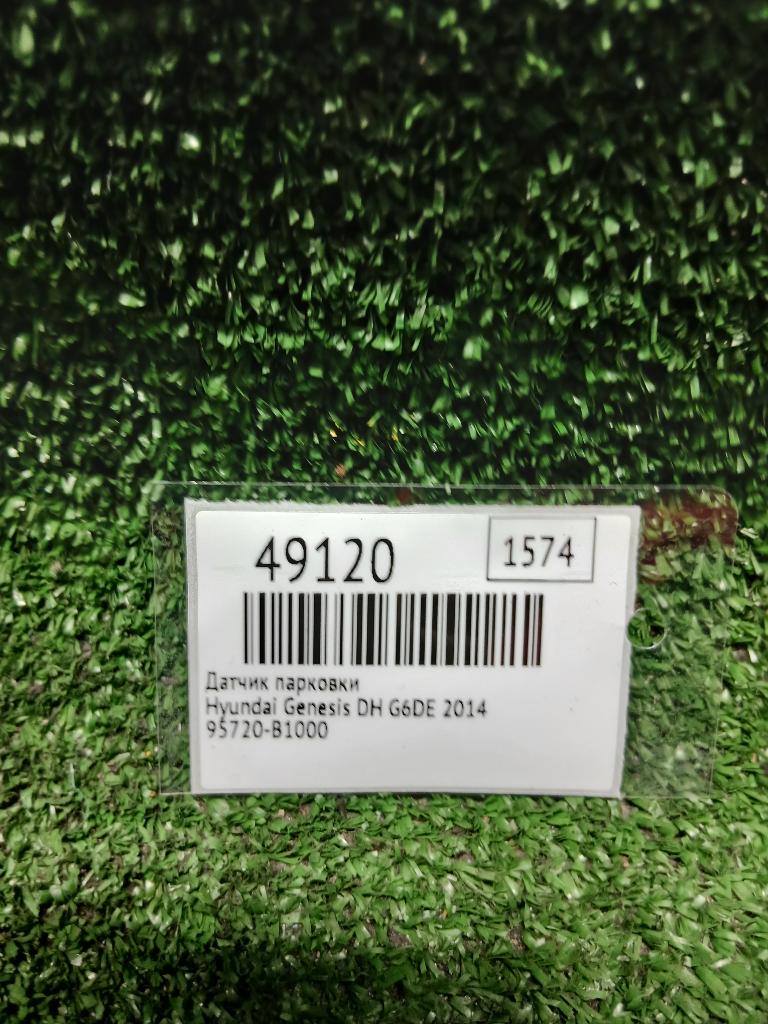 49120
1574
Датчик парковки
Hyundai Genesis DH G6DE 2014
95720-B1000